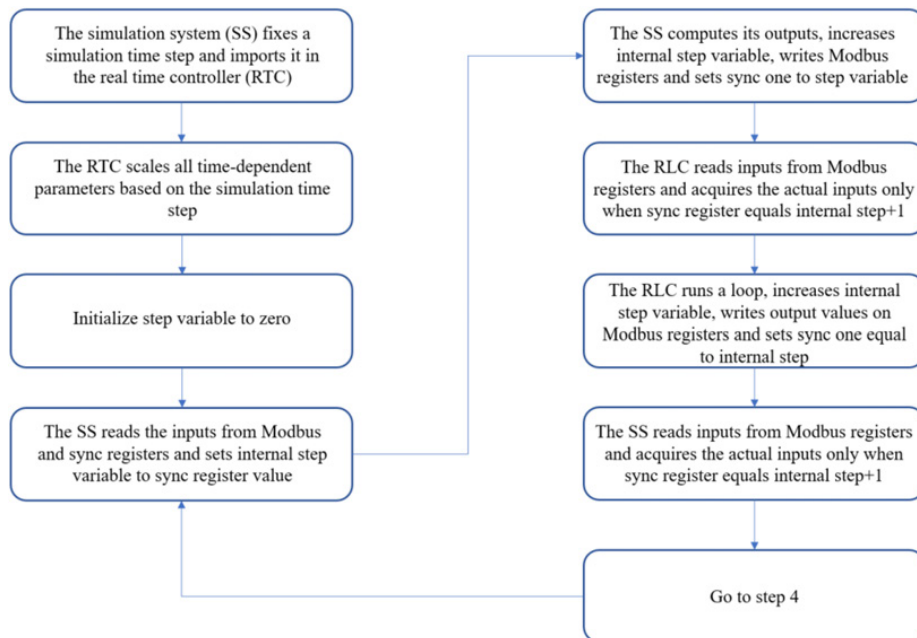 The simulation system (SS) fixes a
simulation time step and imports it in
the real time controller (RTC)
The RTC scales all time-dependent
parameters based on the simulation time
step
Initialize step variable to zero
The SS reads the inputs from Modbus
and sync registers and sets internal step
variable to sync register value
The SS computes its outputs, increases
internal step variable, writes Modbus
registers and sets sync one to step variable
The RLC reads inputs from Modbus
registers and acquires the actual inputs only
when sync register equals internal step+1
The RLC runs a loop, increases internal
step variable, writes output values on
Modbus registers and sets sync one equal
to internal step
The SS reads inputs from Modbus registers
and acquires the actual inputs only when
sync register equals internal step+1
Go to step 4